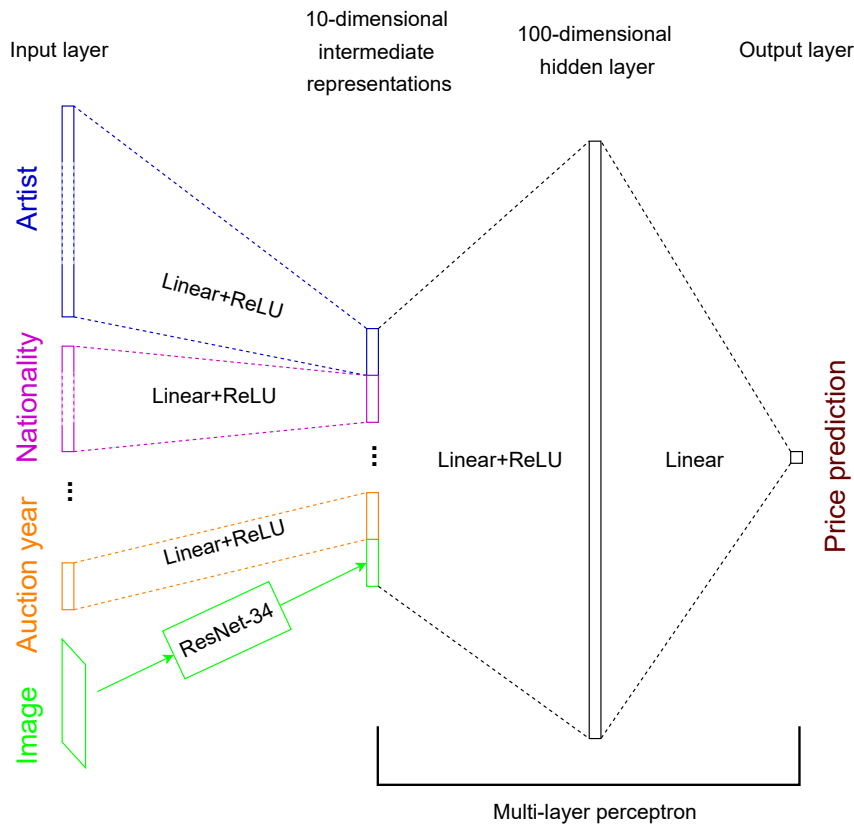 Input layer
10-dimensional
intermediate
representations
100-dimensional
hidden layer
Output layer
Artist
Linear+ReLU
Nationality
Linear+ReLU
...
...
Linear+ReLU
Linear
Price prediction
Auction year
Linear+ReLU
ResNet-34
Image
Multi-layer perceptron